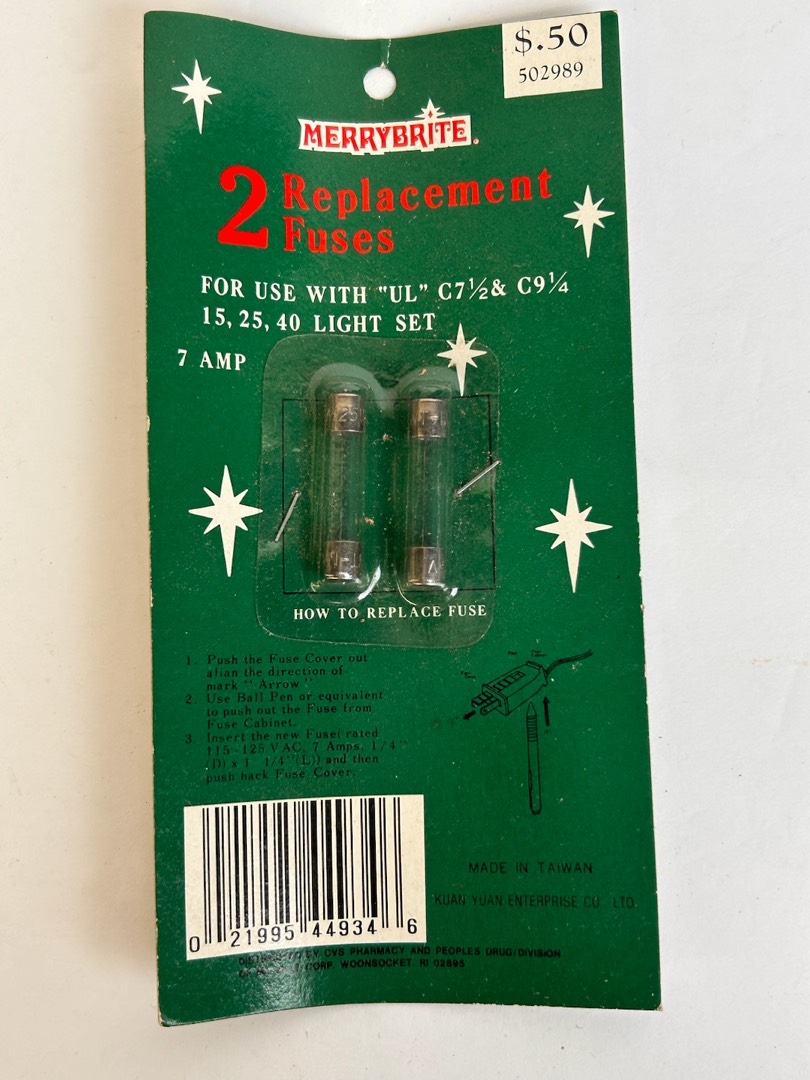 $.50
502989
MERRYBRITE
2 Replacement
Fuses
FOR USE WITH "UL" C7½ & C9¼
15, 25, 40 LIGHT SET
7 AMP
25
HOW TO REPLACE FUSE
1. Push the Fuse Cover out
alian the direction of
mark "Arrow"
2. Use Ball Pen or equivalent
to push out the Fuse from
Fuse Cabinet.
3. Insert the new Fuse( rated
115-125 VAC, 7 Amps, 1/4"
(D) x 1 1/4"(L)) and then
push back Fuse Cover.
MADE IN TAIWAN
KUAN YUAN ENTERPRISE CO. LTD.
0 21995 44934 6
BY CVS PHARMACY AND PEOPLES DRUG/DIVISION
CORP. WOONSOCKET, RI 02895